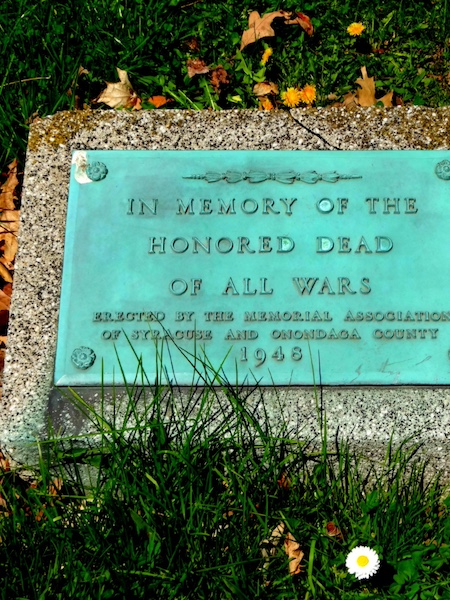 IN MEMORY OF THE
HONORED DEAD
OF ALL WARS
ERECTED BY THE MEMORIAL ASSOCIATION
OF SYRACUSE AND ONONDAGA COUNTY
1948